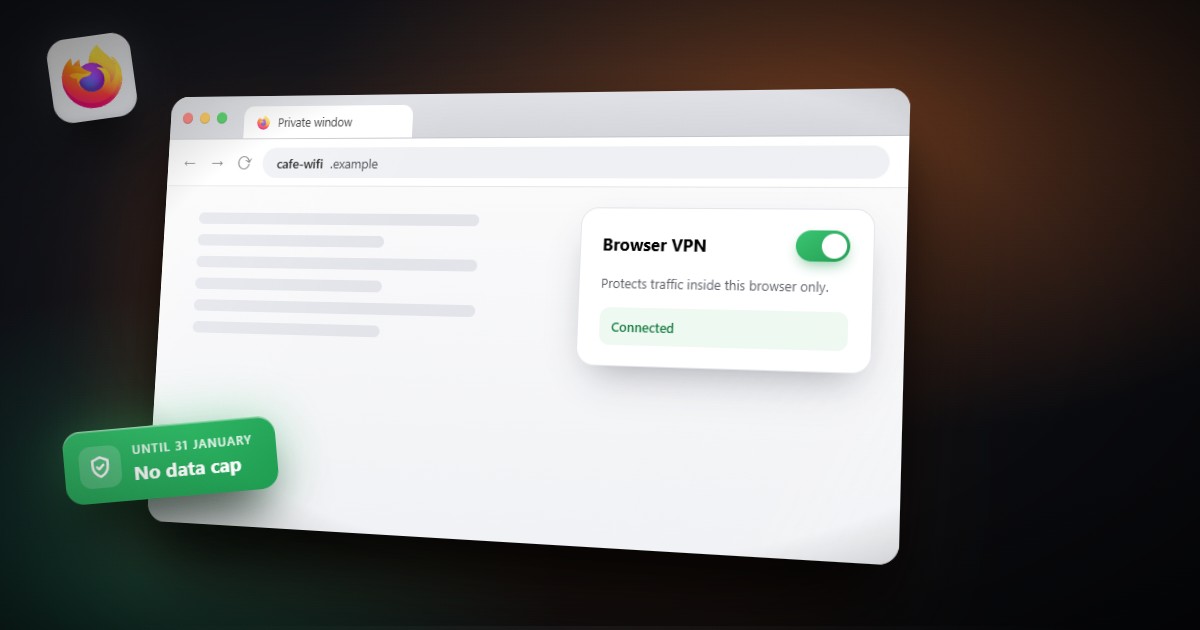 Private window
cafe-wifi .example
Browser VPN
Protects traffic inside this browser only.
Connected
UNTIL 31 JANUARY
No data cap